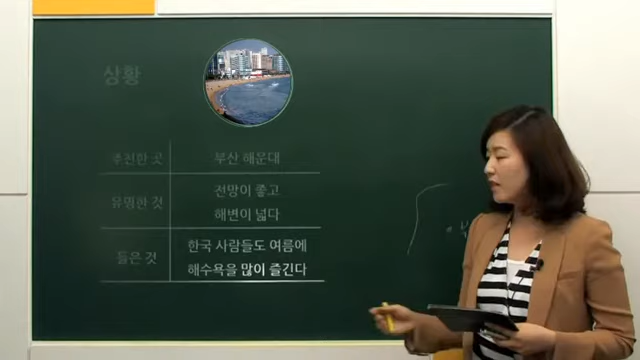 상황
추천한 곳
부산 해운대
유명한 것
전망이 좋고
해변이 넓다
들은 것
한국 사람들도 여름에
해수욕을 많이 즐긴다